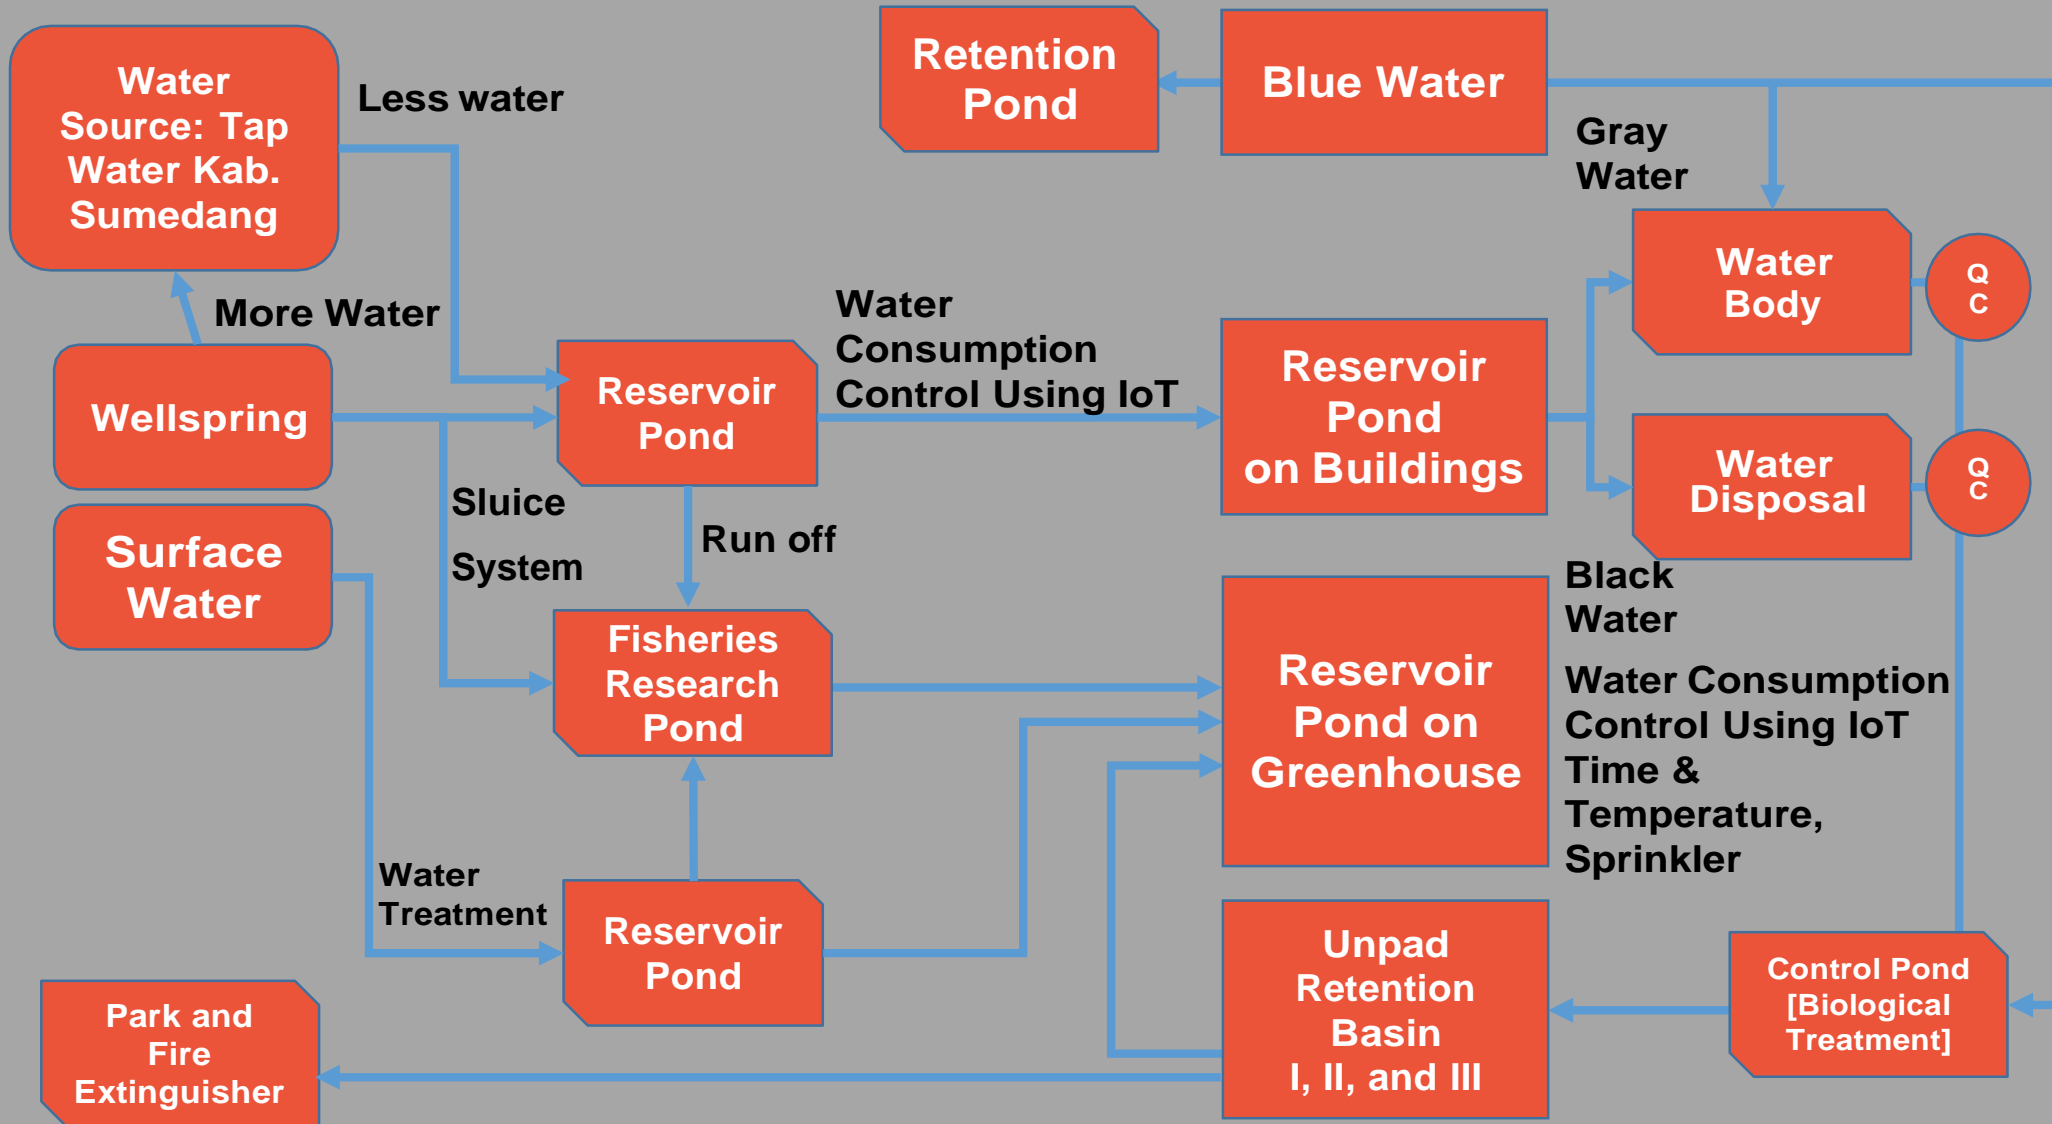 Water
Source: Tap
Water Kab.
Sumedang
Less water
Retention
Pond
Blue Water
Gray
Water
More Water
Wellspring
Reservoir
Pond
Water
Consumption
Control Using IoT
Reservoir
Pond
on Buildings
Water
Body
Q
C
Water
Disposal
Q
C
Surface
Water
Sluice
System
Run off
Fisheries
Research
Pond
Reservoir
Pond on
Greenhouse
Black
Water
Water Consumption
Control Using IoT
Time &
Temperature,
Sprinkler
Water
Treatment
Reservoir
Pond
Unpad
Retention
Basin
I, II, and III
Control Pond
[Biological
Treatment]
Park and
Fire
Extinguisher